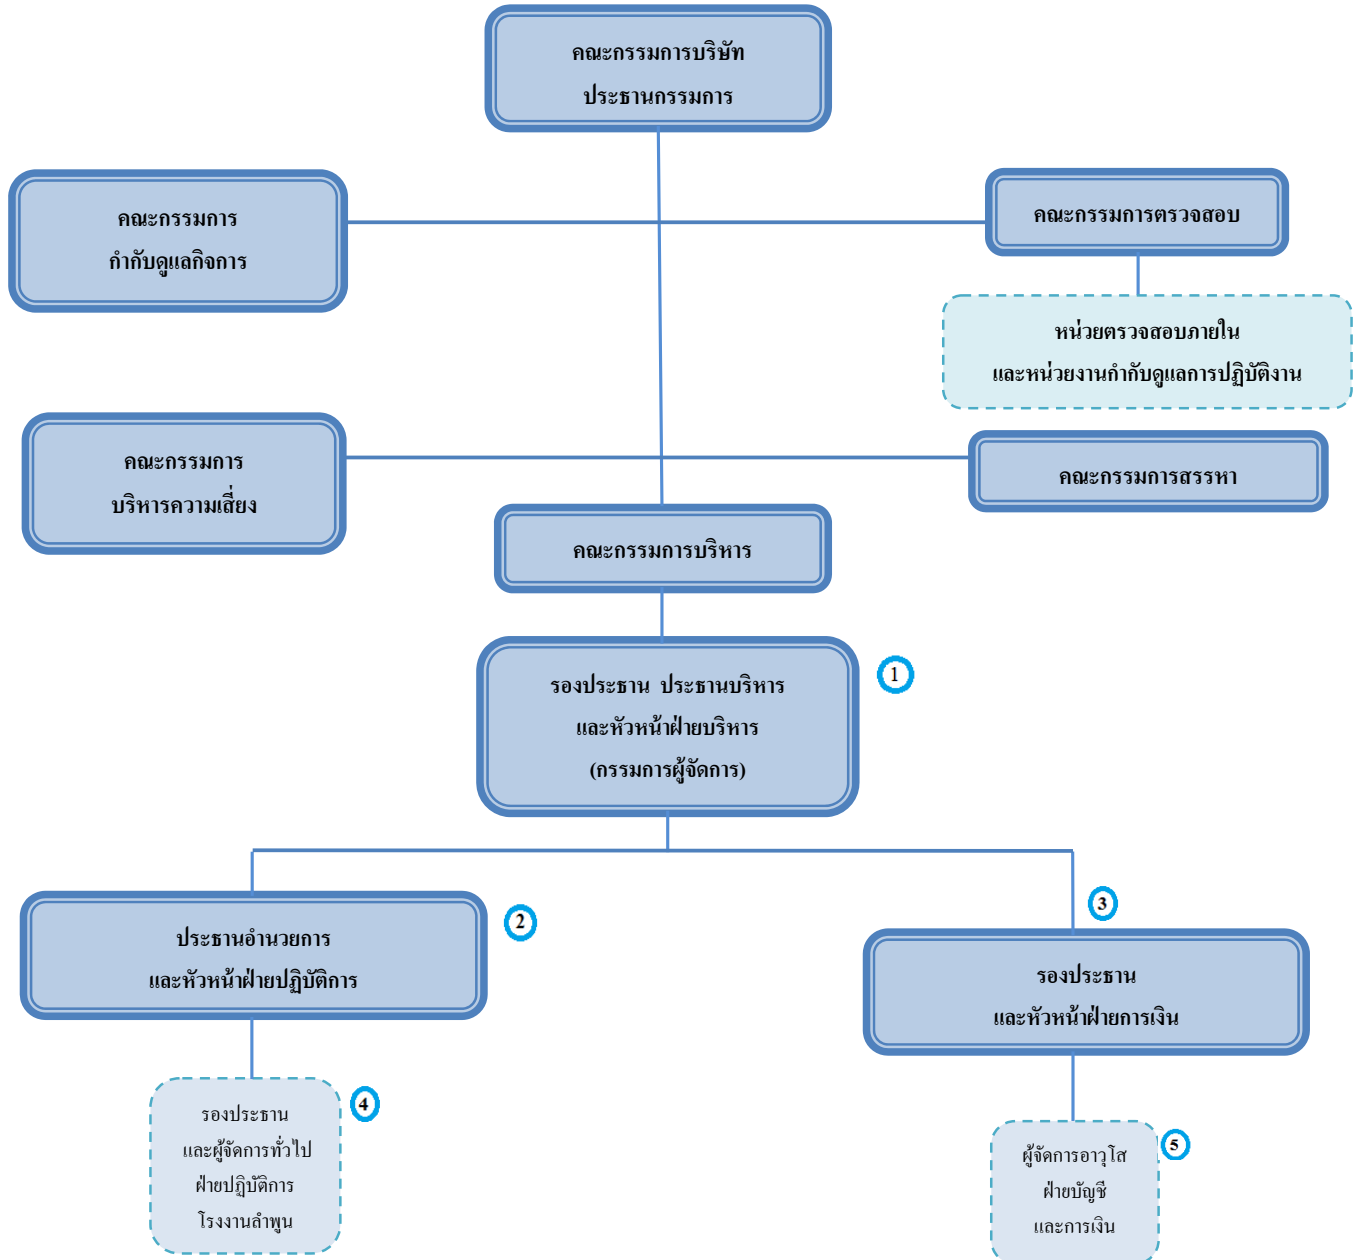 คณะกรรมการบริษัท
ประธานกรรมการ
คณะกรรมการ
กำกับดูแลกิจการ
คณะกรรมการตรวจสอบ
หน่วยตรวจสอบภายใน
และหน่วยงานกำกับดูแลการปฏิบัติงาน
คณะกรรมการ
บริหารความเสี่ยง
คณะกรรมการสรรหา
คณะกรรมการบริหาร
รองประธาน ประธานบริหาร
และหัวหน้าฝ่ายบริหาร
(กรรมการผู้จัดการ)
1
ประธานอำนวยการ
และหัวหน้าฝ่ายปฏิบัติการ
2
3
รองประธาน
และหัวหน้าฝ่ายการเงิน
รองประธาน
และผู้จัดการทั่วไป
ฝ่ายปฏิบัติการ
โรงงานลำพูน
4
ผู้จัดการอาวุโส
ฝ่ายบัญชี
และการเงิน
5